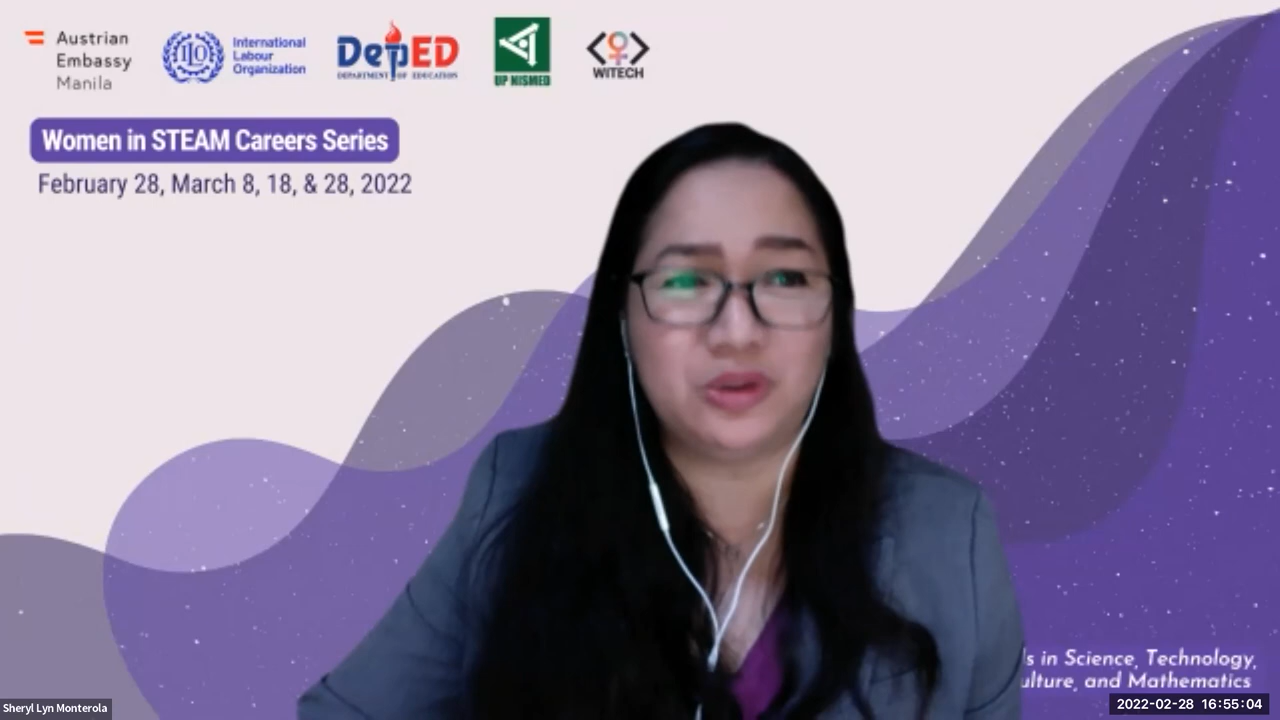 Austrian
Embassy
Manila
ILO
International
Labour
Organization
DepED
DEPARTMENT OF EDUCATION
UP NISMED
WITECH
Women in STEAM Careers Series
February 28, March 8, 18, & 28, 2022
in Science, Technology,
and Mathematics
Sheryl Lyn Monterola
2022-02-28 16:55:04